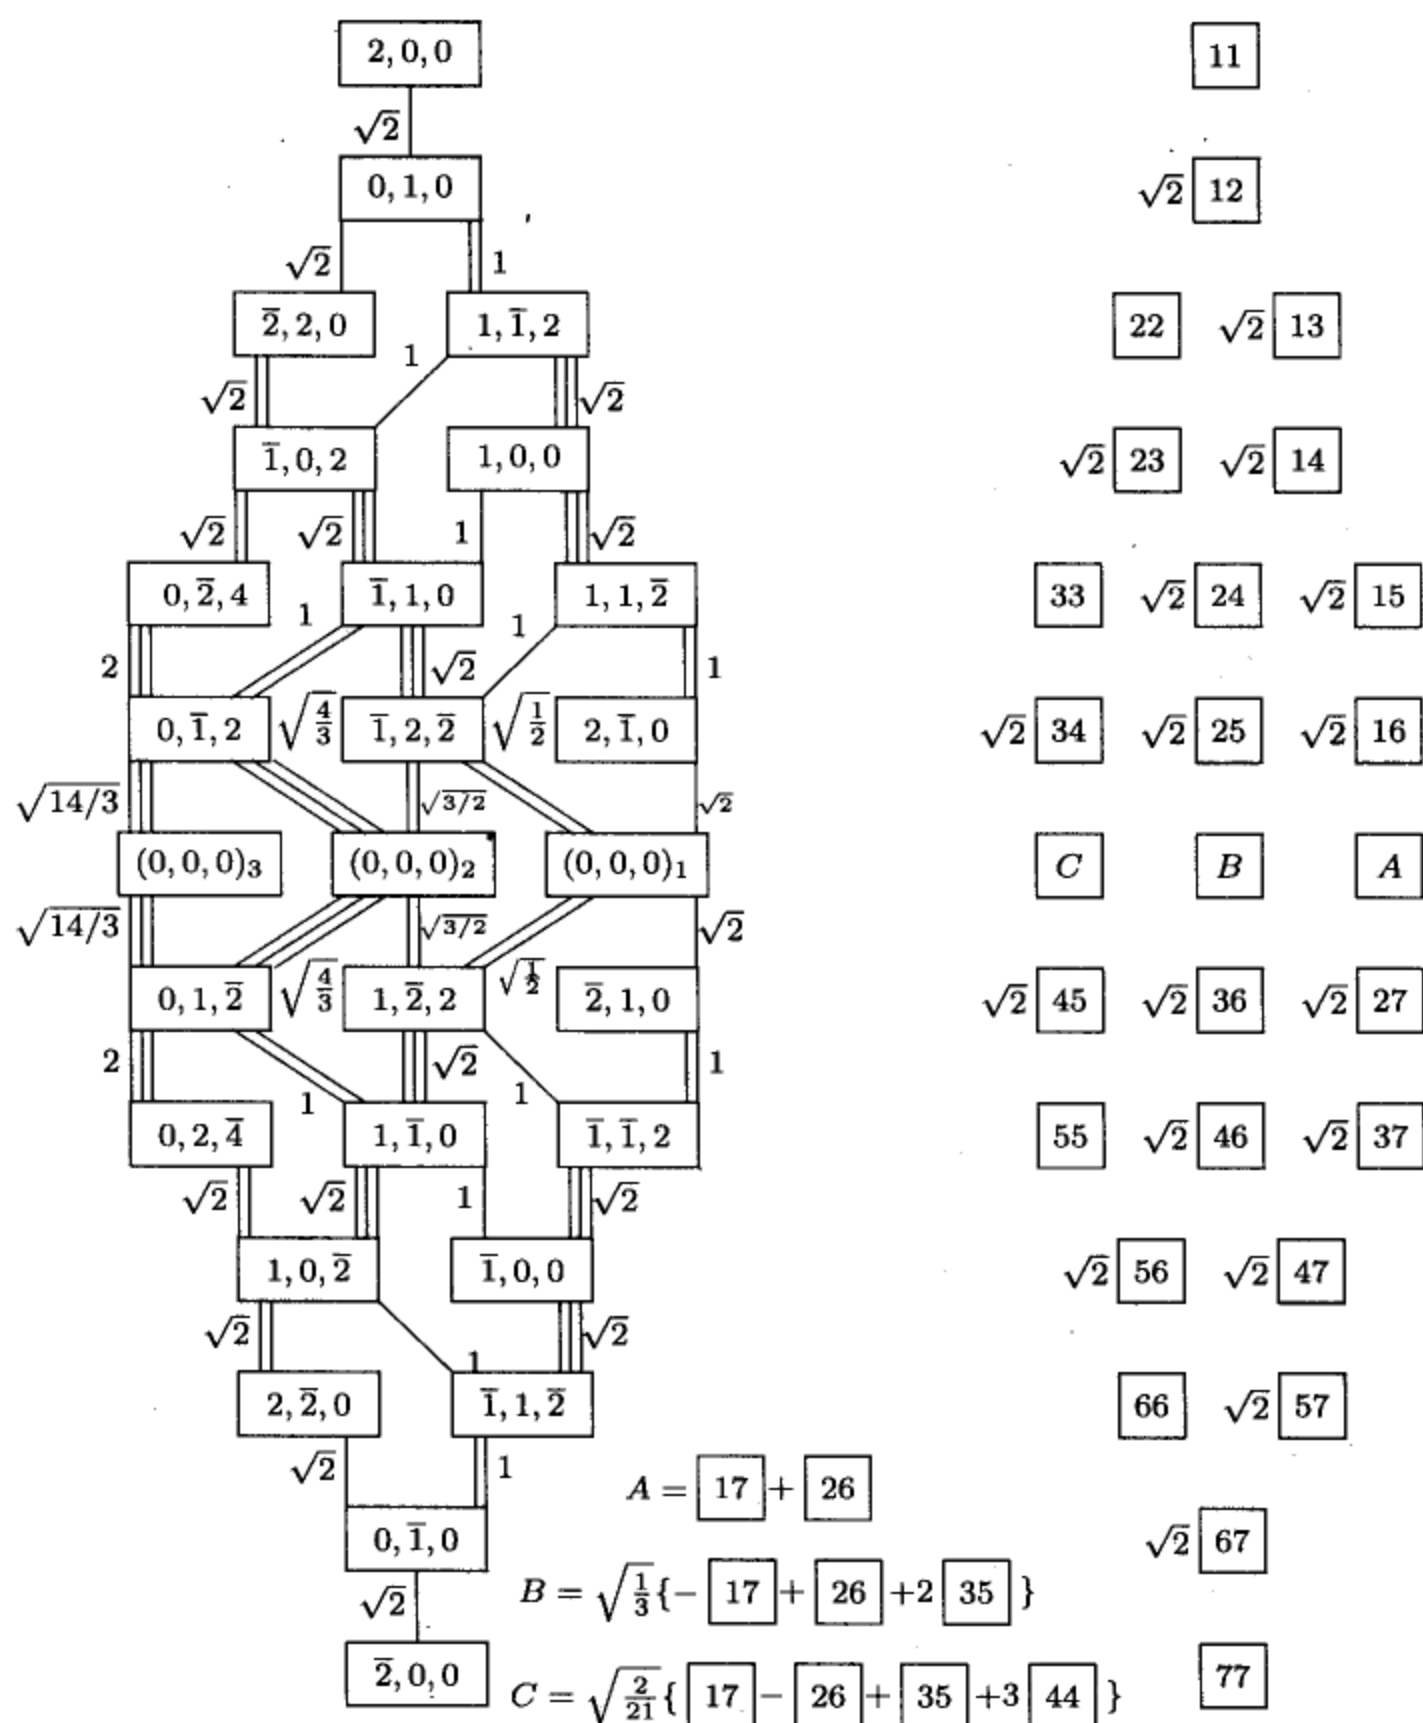 2, 0, 0 11
√2
0, 1, 0 √2 12
√2 1
2̅, 2, 0 1, 1̅, 2 22 √2 13
1
√2 √2
1̅, 0, 2 1, 0, 0 √2 23 √2 14
√2 √2 1 √2
0, 2̅, 4 1̅, 1, 0 1, 1, 2̅ 33 √2 24 √2 15
1 1
2 √2 1
0, 1̅, 2 √(4/3) 1̅, 2, 2̅ √(1/2) 2, 1̅, 0 √2 34 √2 25 √2 16
√14/3 √3/2 √2
(0, 0, 0)₃ (0, 0, 0)₂ (0, 0, 0)₁ C B A
√14/3 √3/2 √2
0, 1, 2̅ √(4/3) 1, 2̅, 2 √(1/2) 2̅, 1, 0 √2 45 √2 36 √2 27
2 √2 1
1 1
0, 2, 4̅ 1, 1̅, 0 1̅, 1̅, 2 55 √2 46 √2 37
√2 √2 1 √2
1, 0, 2̅ 1̅, 0, 0 √2 56 √2 47
√2 √2
1
2, 2̅, 0 1̅, 1, 2̅ 66 √2 57
√2 1
A = 17 + 26
0, 1̅, 0 √2 67
B = √(1/3) {− 17 + 26 +2 35 }
√2
2̅, 0, 0 77
C = √(2/21) { 17 − 26 + 35 +3 44 }